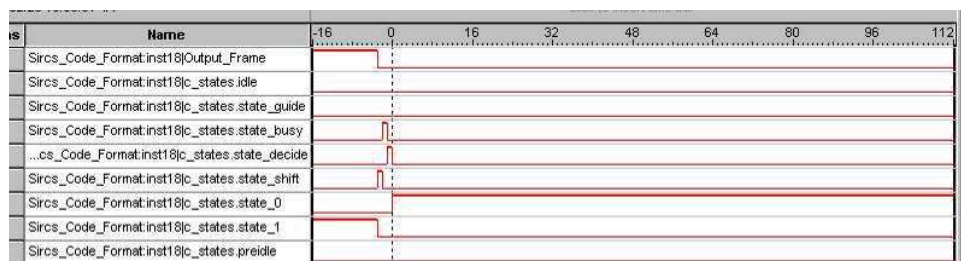 ns Name -16 0 16 32 48 64 80 96 112
Sircs_Code_Format:inst18|Output_Frame
Sircs_Code_Format:inst18|c_states.idle
Sircs_Code_Format:inst18|c_states.state_guide
Sircs_Code_Format:inst18|c_states.state_busy
...cs_Code_Format:inst18|c_states.state_decide
Sircs_Code_Format:inst18|c_states.state_shift
Sircs_Code_Format:inst18|c_states.state_0
Sircs_Code_Format:inst18|c_states.state_1
Sircs_Code_Format:inst18|c_states.preidle